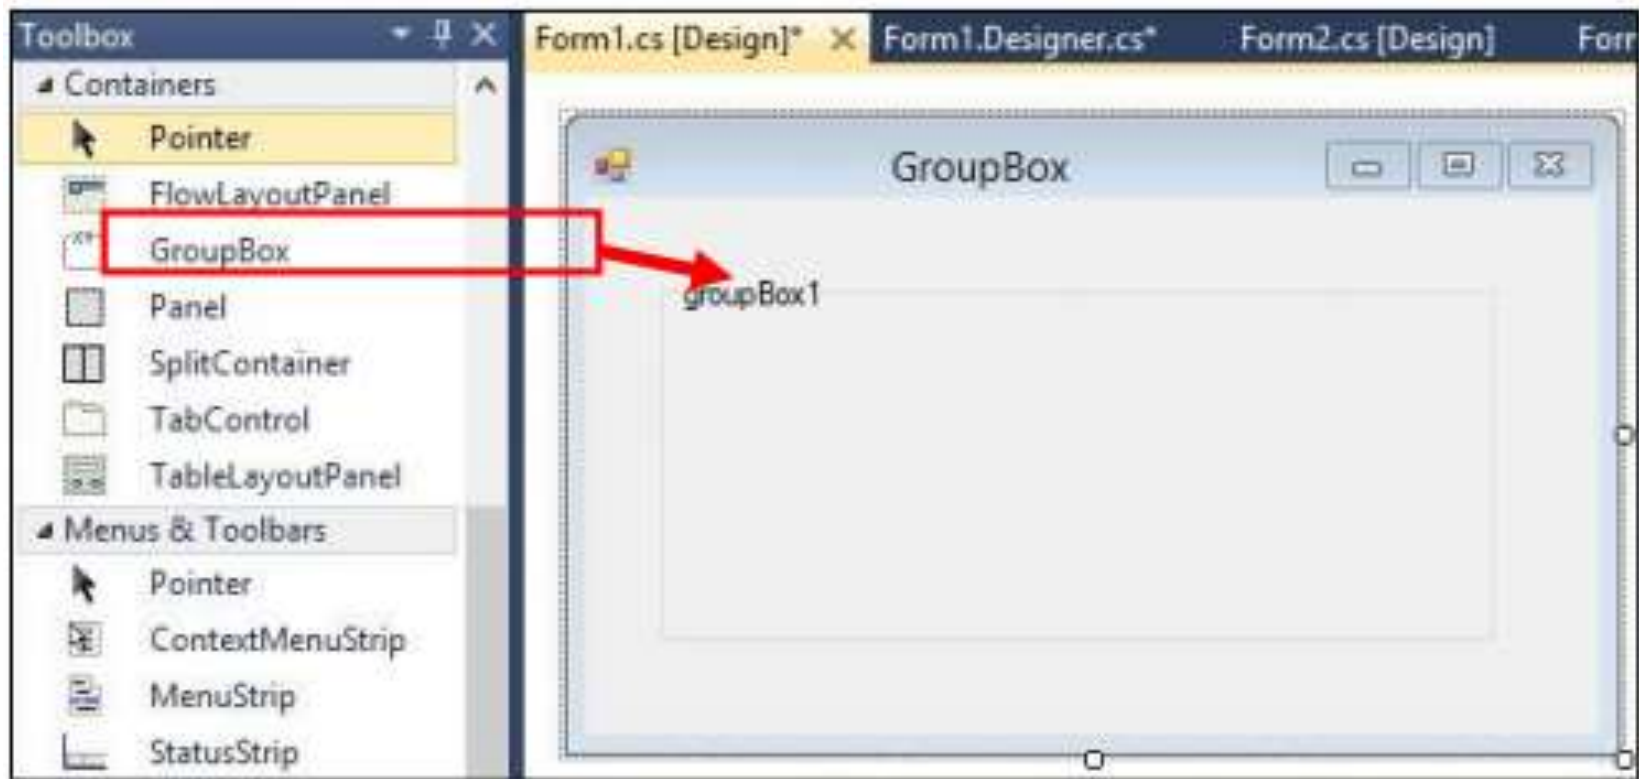 Toolbox
Containers
Pointer
FlowLayoutPanel
GroupBox
Panel
SplitContainer
TabControl
TableLayoutPanel
Menus & Toolbars
Pointer
ContextMenuStrip
MenuStrip
StatusStrip
Form1.cs [Design]* Form1.Designer.cs* Form2.cs [Design]
GroupBox
groupBox1